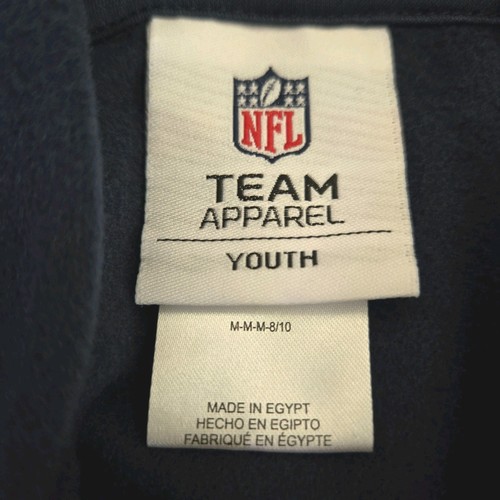 NFL
TEAM
APPAREL
YOUTH
M-M-M-8/10
MADE IN EGYPT
HECHO EN EGIPTO
FABRIQUÉ EN ÉGYPTE